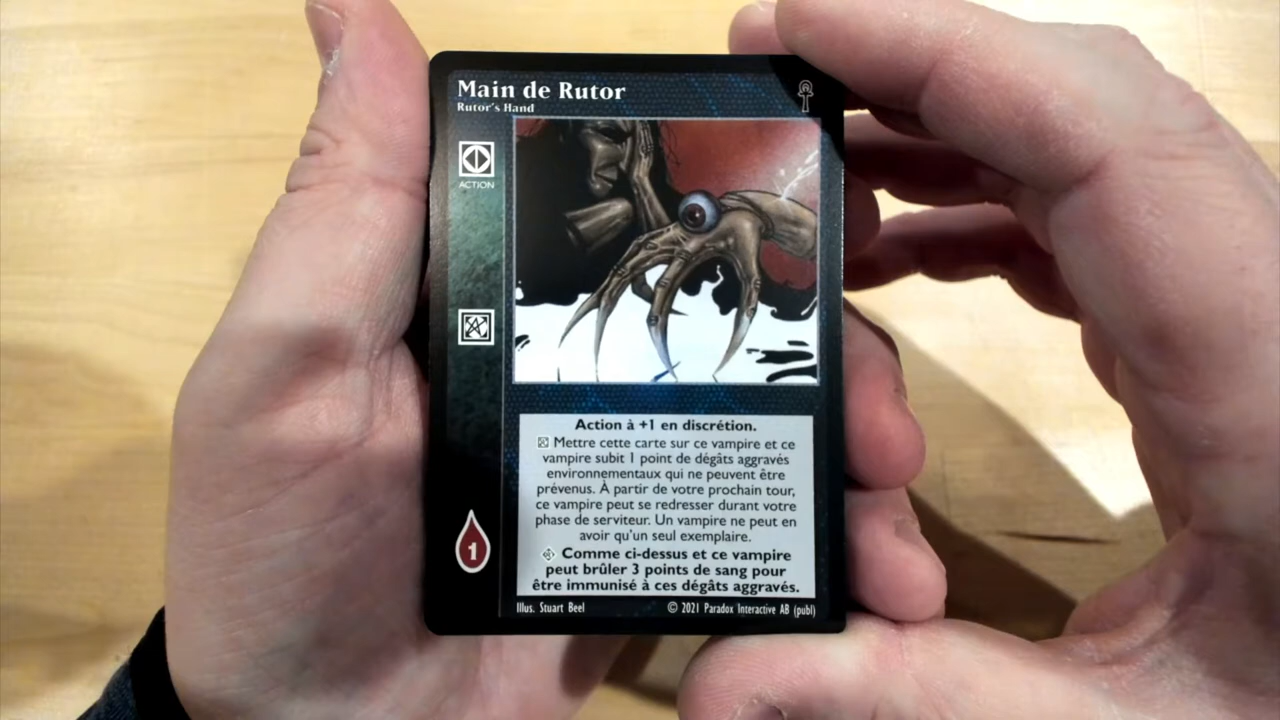 Main de Rutor
Rutor's Hand
ACTION
Action à +1 en discrétion.
Mettre cette carte sur ce vampire et ce
vampire subit 1 point de dégâts aggravés
environnementaux qui ne peuvent être
prévenus. À partir de votre prochain tour,
ce vampire peut se redresser durant votre
phase de serviteur. Un vampire ne peut en
avoir qu'un seul exemplaire.
Comme ci-dessus et ce vampire
peut brûler 3 points de sang pour
être immunisé à ces dégâts aggravés.
1
Illus. Stuart Beel
© 2021 Paradox Interactive AB (publ)